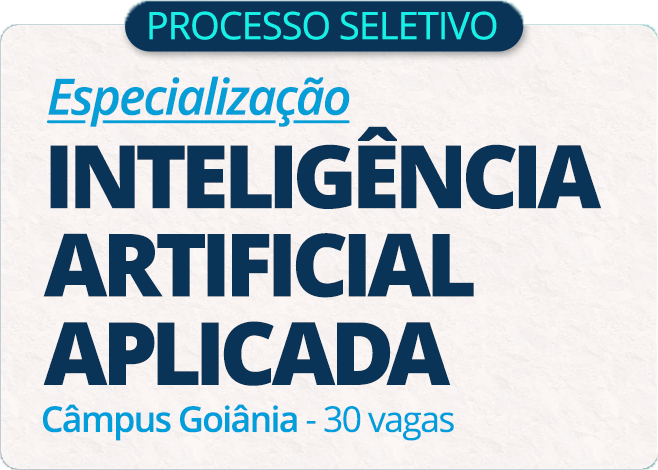 PROCESSO SELETIVO
Especialização
INTELIGÊNCIA
ARTIFICIAL
APLICADA
Câmpus Goiânia - 30 vagas